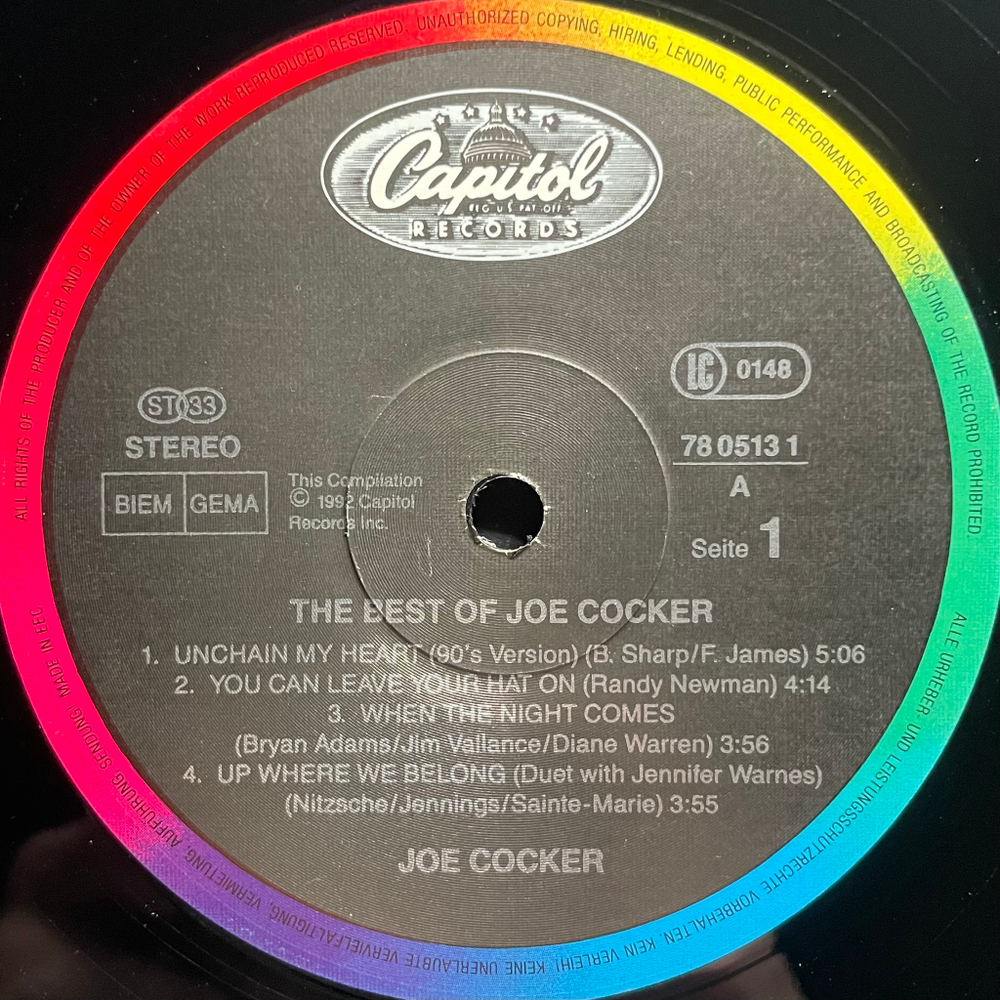 ALL RIGHTS OF THE PRODUCER AND OF THE OWNER OF THE WORK REPRODUCED RESERVED. UNAUTHORIZED COPYING, HIRING, LENDING, PUBLIC PERFORMANCE AND BROADCASTING OF THE RECORD PROHIBITED.
Capitol
REG. U.S. PAT. OFF.
RECORDS
LC 0148
ST 33
STEREO
BIEM GEMA
This Compilation
© 1992 Capitol
Records Inc.
78 0513 1
A
Seite 1
THE BEST OF JOE COCKER
1. UNCHAIN MY HEART (90's Version) (B. Sharp/F. James) 5:06
2. YOU CAN LEAVE YOUR HAT ON (Randy Newman) 4:14
3. WHEN THE NIGHT COMES
(Bryan Adams/Jim Vallance/Diane Warren) 3:56
4. UP WHERE WE BELONG (Duet with Jennifer Warnes)
(Nitzsche/Jennings/Sainte-Marie) 3:55
JOE COCKER
ALLE URHEBER- UND LEISTUNGSSCHUTZRECHTE VORBEHALTEN. KEIN VERLEIH! KEINE UNERLAUBTE VERVIELFÄLTIGUNG, VERMIETUNG, AUFFÜHRUNG, SENDUNG! MADE IN EEC